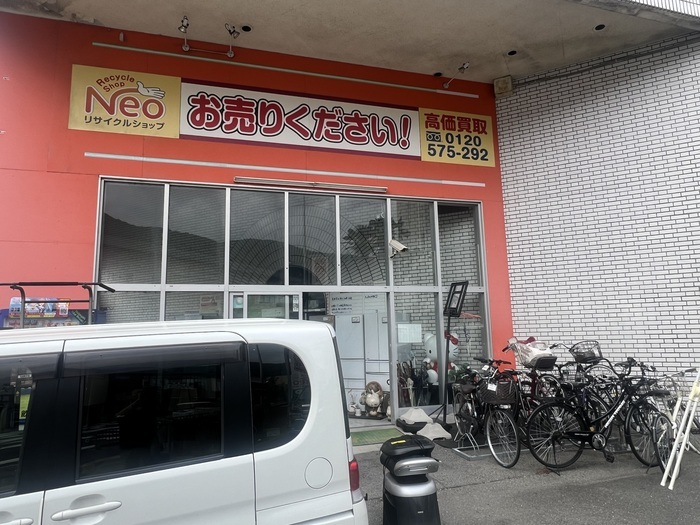 Recycle
Shop
Neo
リサイクルショップ
お売りください!
高価買取
0120
575-292